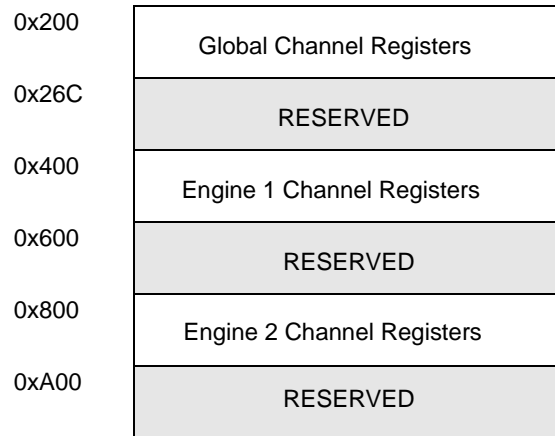 0x200
Global Channel Registers
0x26C
RESERVED
0x400
Engine 1 Channel Registers
0x600
RESERVED
0x800
Engine 2 Channel Registers
0xA00
RESERVED